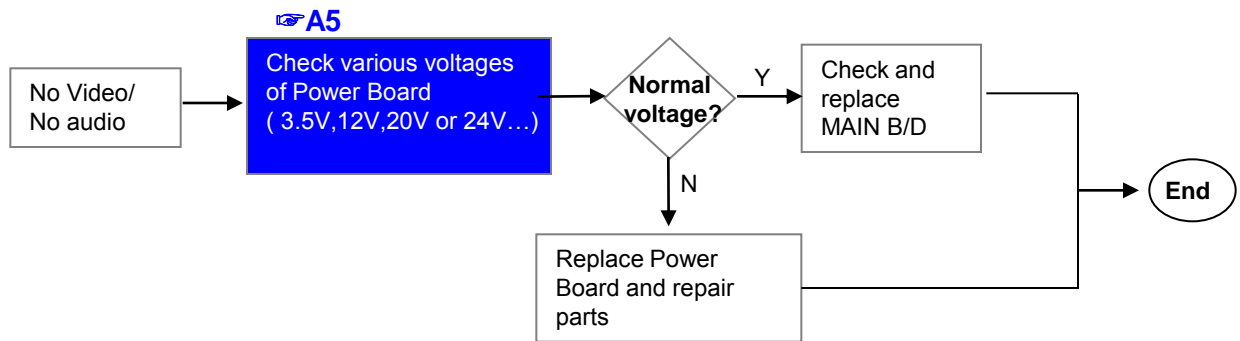 ☞A5
No Video/
No audio
Check various voltages
of Power Board
( 3.5V,12V,20V or 24V…)
Normal
voltage?
Y
Check and
replace
MAIN B/D
End
N
Replace Power
Board and repair
parts